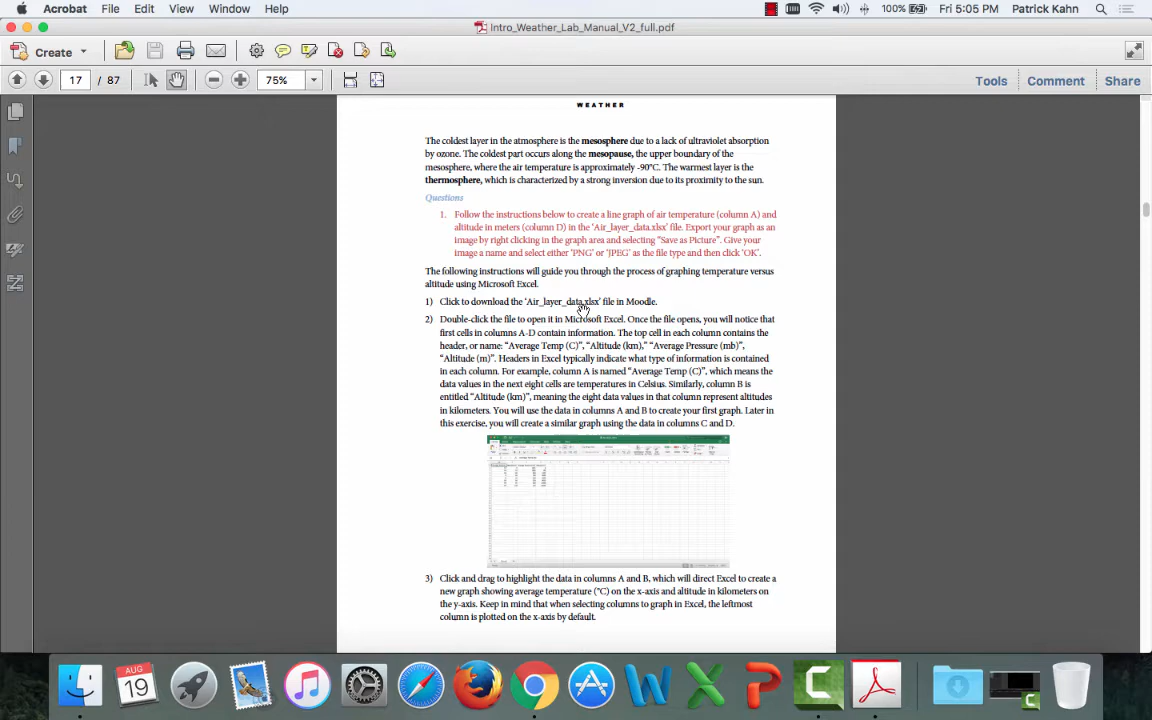 Acrobat File Edit View Window Help 100% Fri 5:05 PM Patrick Kahn
Intro_Weather_Lab_Manual_V2_full.pdf
Create
17 / 87 75% Tools Comment Share
WEATHER
The coldest layer in the atmosphere is the mesosphere due to a lack of ultraviolet absorption
by ozone. The coldest part occurs along the mesopause, the upper boundary of the
mesosphere, where the air temperature is approximately -90°C. The warmest layer is the
thermosphere, which is characterized by a strong inversion due to its proximity to the sun.
Questions
1. Follow the instructions below to create a line graph of air temperature (column A) and
altitude in meters (column D) in the ‘Air_layer_data.xlsx’ file. Export your graph as an
image by right clicking in the graph area and selecting “Save as Picture”. Give your
image a name and select either ‘PNG’ or ‘JPEG’ as the file type and then click ‘OK’.
The following instructions will guide you through the process of graphing temperature versus
altitude using Microsoft Excel.
1) Click to download the ‘Air_layer_data.xlsx’ file in Moodle.
2) Double-click the file to open it in Microsoft Excel. Once the file opens, you will notice that
first cells in columns A-D contain information. The top cell in each column contains the
header, or name: “Average Temp (C)”, “Altitude (km),” “Average Pressure (mb)”,
“Altitude (m)”. Headers in Excel typically indicate what type of information is contained
in each column. For example, column A is named “Average Temp (C)”, which means the
data values in the next eight cells are temperatures in Celsius. Similarly, column B is
entitled “Altitude (km)”, meaning the eight data values in that column represent altitudes
in kilometers. You will use the data in columns A and B to create your first graph. Later in
this exercise, you will create a similar graph using the data in columns C and D.
3) Click and drag to highlight the data in columns A and B, which will direct Excel to create a
new graph showing average temperature (°C) on the x-axis and altitude in kilometers on
the y-axis. Keep in mind that when selecting columns to graph in Excel, the leftmost
column is plotted on the x-axis by default.
AUG
19